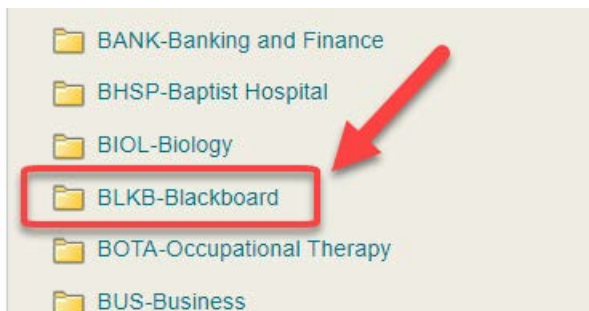 BANK-Banking and Finance
BHSP-Baptist Hospital
BIOL-Biology
BLKB-Blackboard
BOTA-Occupational Therapy
BUS-Business